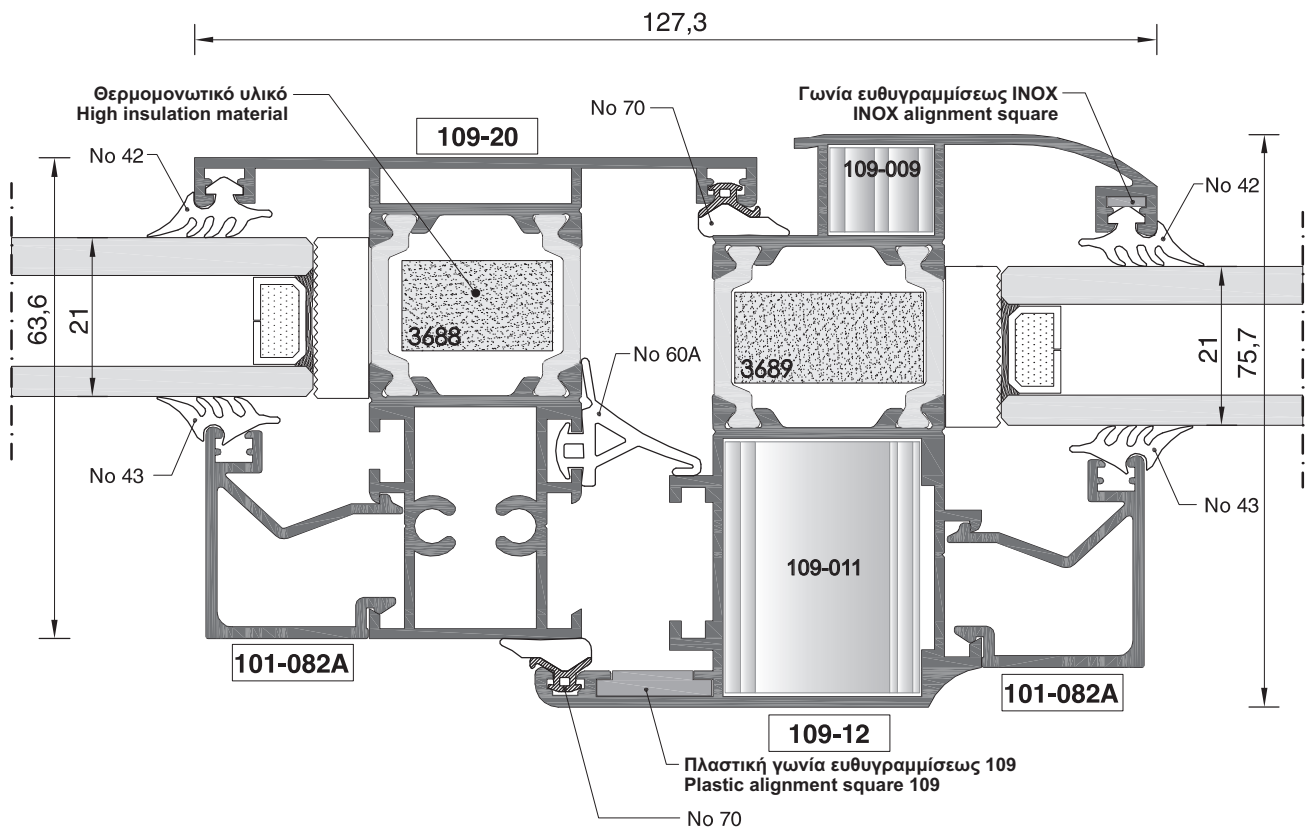 127,3
Θερμομονωτικό υλικό
High insulation material
No 70
Γωνία ευθυγραμμίσεως INOX
INOX alignment square
109-20
No 42
109-009
No 42
63,6
21
3688
3689
No 60A
21
75,7
No 43
No 43
109-011
101-082A
101-082A
109-12
Πλαστική γωνία ευθυγραμμίσεως 109
Plastic alignment square 109
No 70